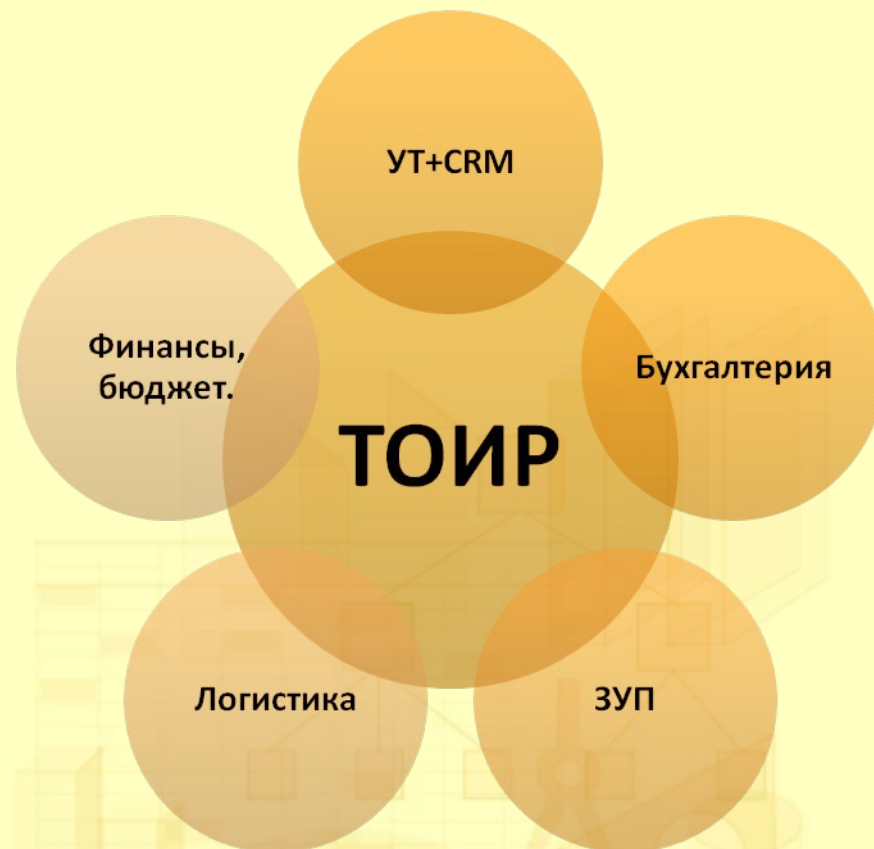 УТ+CRM
Финансы,
бюджет.
Бухгалтерия
ТОИР
Логистика
ЗУП